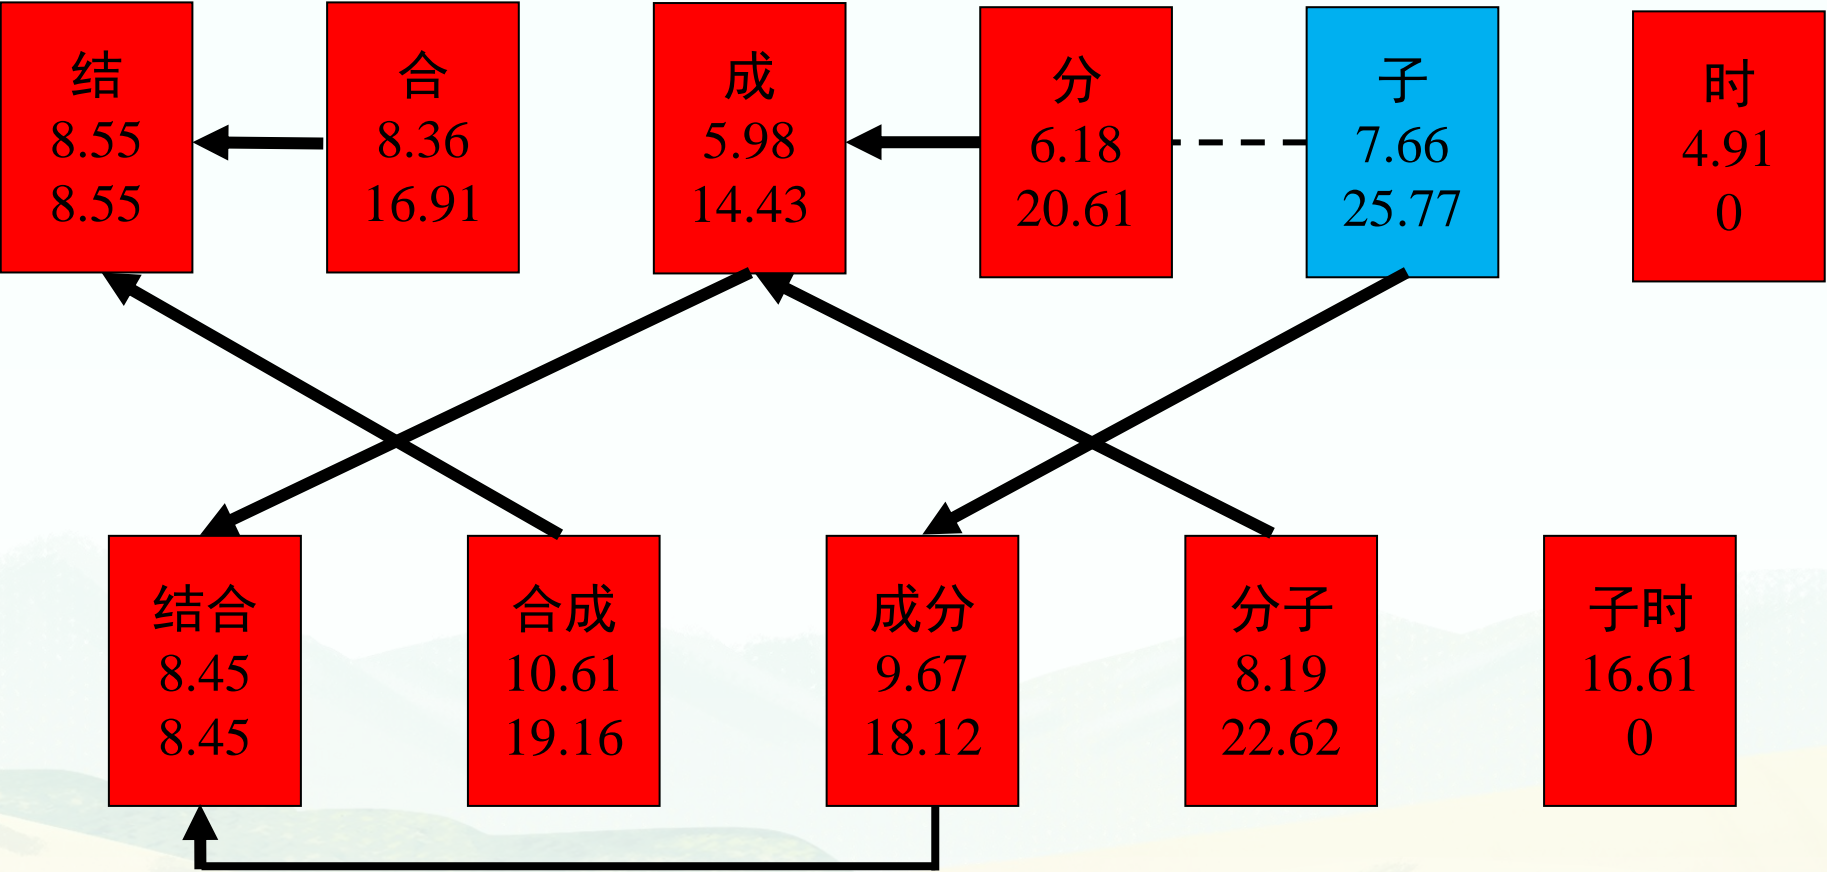 结
8.55
8.55
合
8.36
16.91
成
5.98
14.43
分
6.18
20.61
子
7.66
25.77
时
4.91
0
结合
8.45
8.45
合成
10.61
19.16
成分
9.67
18.12
分子
8.19
22.62
子时
16.61
0